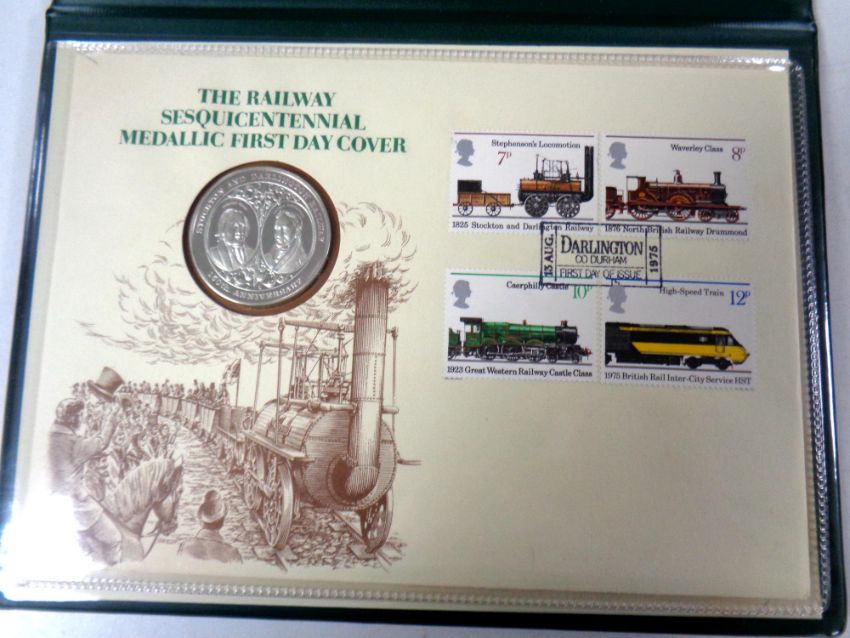 THE RAILWAY
SESQUICENTENNIAL
MEDALLIC FIRST DAY COVER
STOCKTON AND DARLINGTON RAILWAY
150TH ANNIVERSARY
Stephenson's Locomotion
7P
1825 Stockton and Darlington Railway
Waverley Class
8P
1876 North British Railway Drummond
13 AUG.
DARLINGTON
CO DURHAM
FIRST DAY OF ISSUE
1975
Caerphilly Castle
10P
1923 Great Western Railway Castle Class
High-Speed Train
12P
1975 British Rail Inter-City Service HST